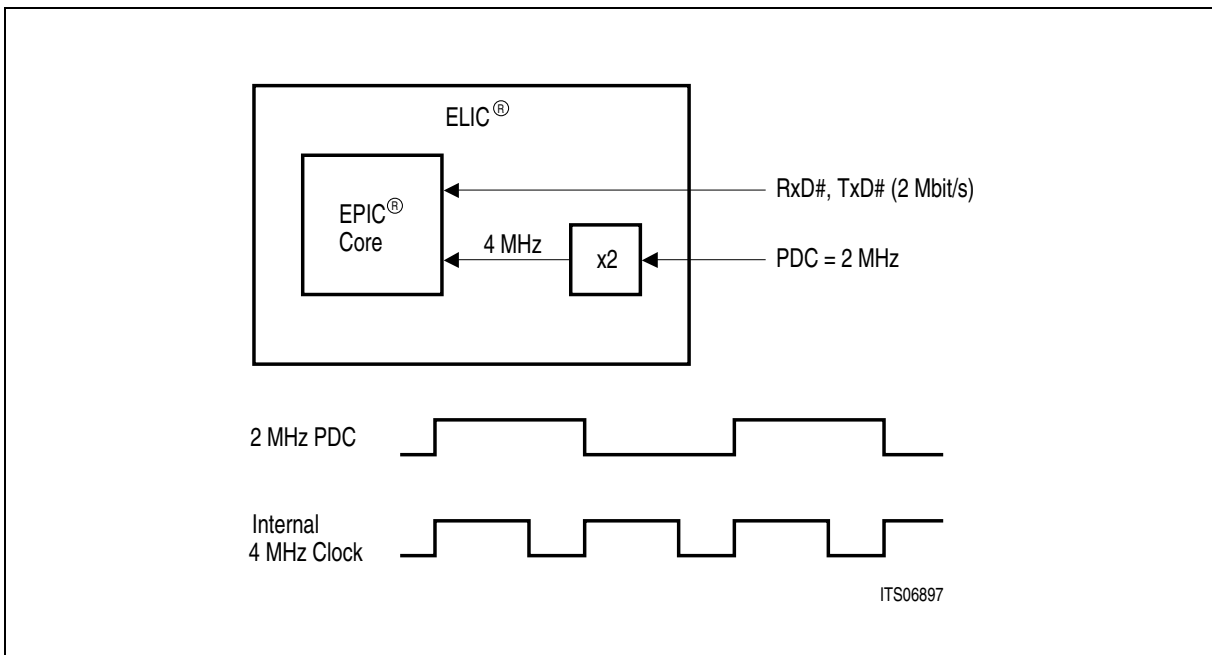 ELIC®
EPIC®
Core
4 MHz
x2
RxD#, TxD# (2 Mbit/s)
PDC = 2 MHz
2 MHz PDC
Internal
4 MHz Clock
ITS06897